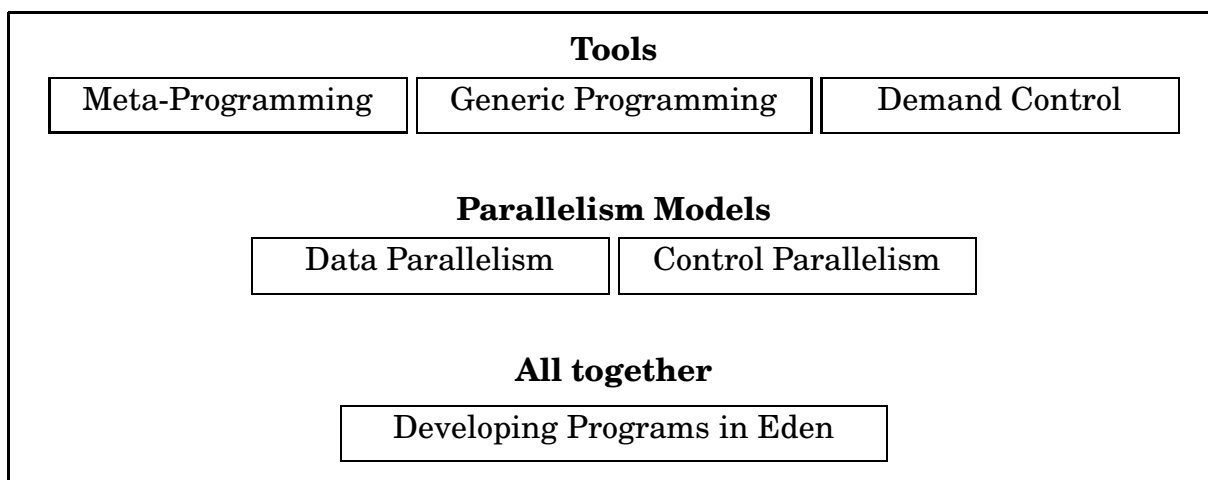 Tools
Meta-Programming Generic Programming Demand Control
Parallelism Models
Data Parallelism Control Parallelism
All together
Developing Programs in Eden